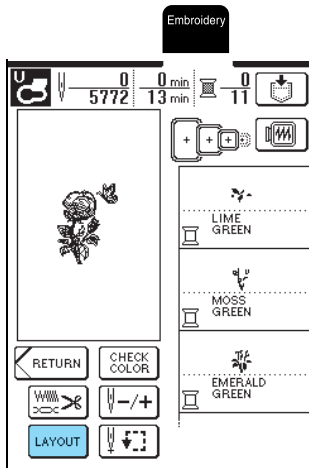 Embroidery
U
0
5772
0 min
13 min
0
11
LIME
GREEN
MOSS
GREEN
EMERALD
GREEN
RETURN
CHECK
COLOR
-/+
LAYOUT